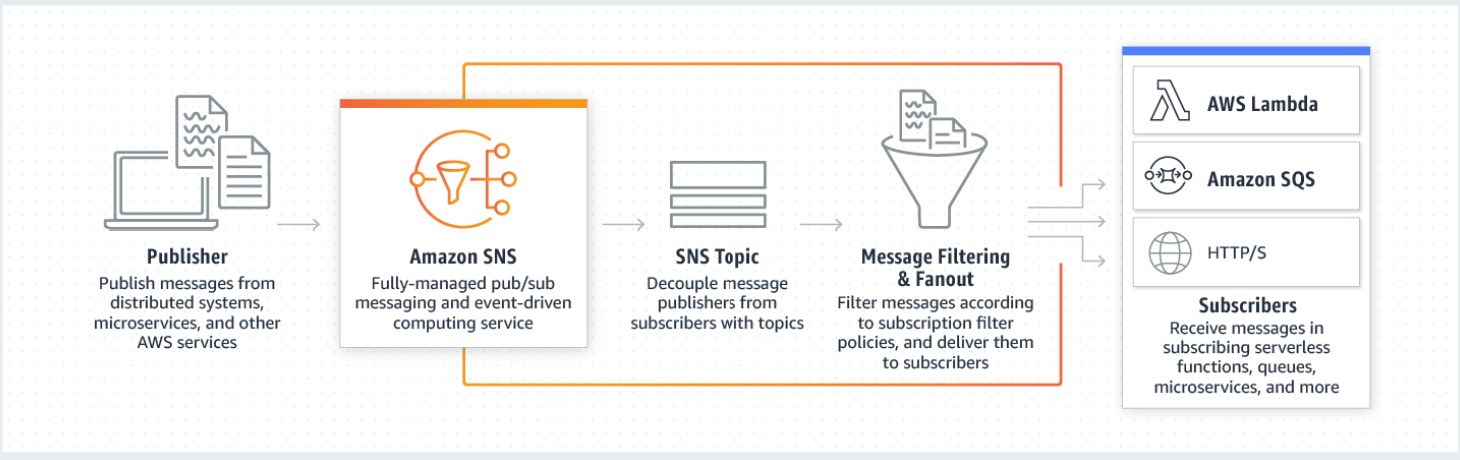 Publisher
Publish messages from
distributed systems,
microservices, and other
AWS services
Amazon SNS
Fully-managed pub/sub
messaging and event-driven
computing service
SNS Topic
Decouple message
publishers from
subscribers with topics
Message Filtering
& Fanout
Filter messages according
to subscription filter
policies, and deliver them
to subscribers
AWS Lambda
Amazon SQS
HTTP/S
Subscribers
Receive messages in
subscribing serverless
functions, queues,
microservices, and more